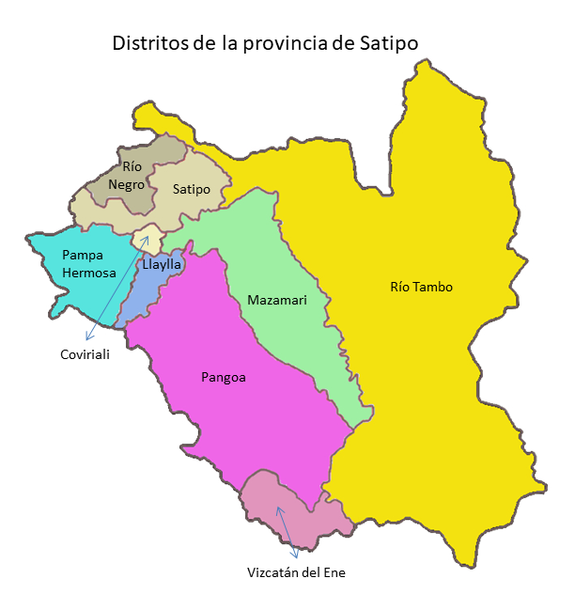 Distritos de la provincia de Satipo
Río
Negro
Satipo
Pampa
Hermosa
Llaylla
Mazamari
Río Tambo
Coviriali
Pangoa
Vizcatán del Ene